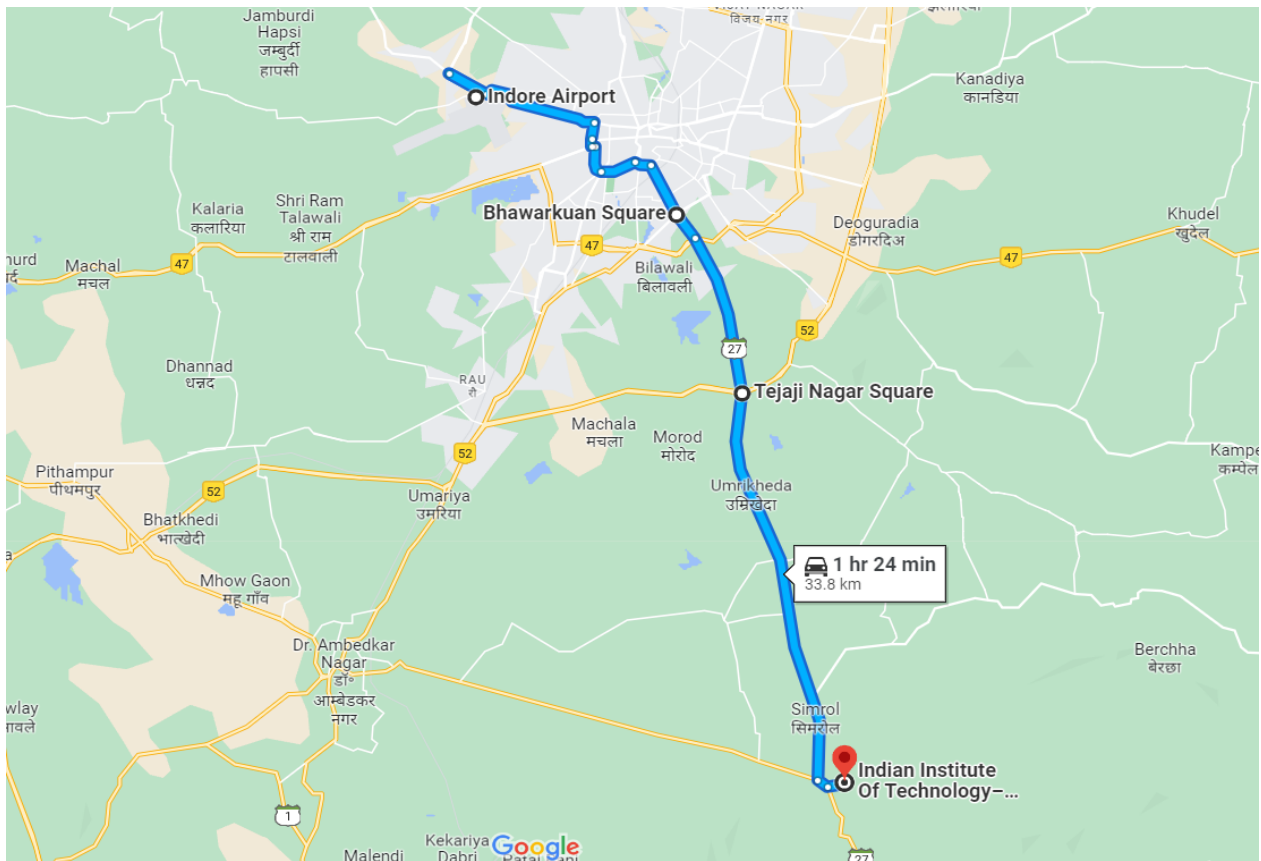 Jamburdi
Hapsi
जम्बुर्दी
हापसी
विजय नगर
Kanadiya
कानडिया
Indore Airport
Kalaria
कलारिया
Shri Ram
Talawali
श्री राम
टालवाली
Bhawarkuan Square
Deoguradia
डोगरदिअ
Khudel
खुदेल
47
Machal
मचल
47
Bilawali
बिलावली
47
52
27
Dhannad
धन्नद
RAU
रौ
Tejaji Nagar Square
Machala
मचला
Morod
मोरोद
52
Pithampur
पीथमपुर
52
Umariya
उमरिया
Umrikheda
उम्रिखेदा
Bhatkhedi
भात्खेदी
1 hr 24 min
33.8 km
Mhow Gaon
महू गाँव
Dr. Ambedkar
Nagar
डॉ॰
आम्बेडकर
नगर
Berchha
बेरछा
Simrol
सिमरोल
Indian Institute
Of Technology–...
1
Kekariya
Dabri
Google
Malendi
27